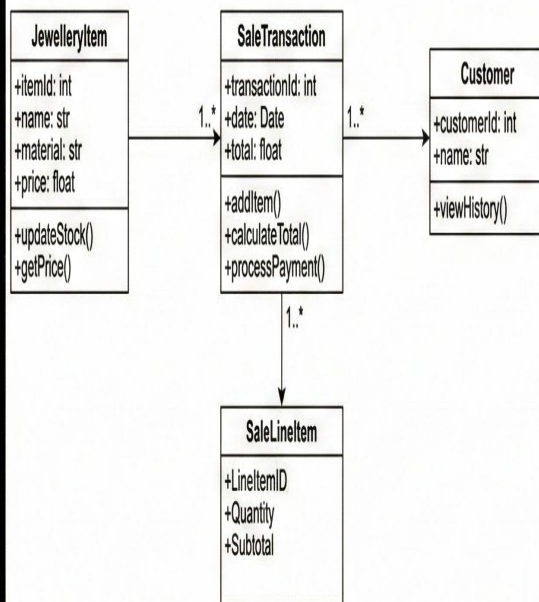 JewelleryItem
+itemId: int
+name: str
+material: str
+price: float
+updateStock()
+getPrice()
1..*
SaleTransaction
+transactionId: int
+date: Date
+total: float
+addItem()
+calculateTotal()
+processPayment()
1..*
Customer
+customerId: int
+name: str
+viewHistory()
1..*
SaleLineItem
+LineItemID
+Quantity
+Subtotal